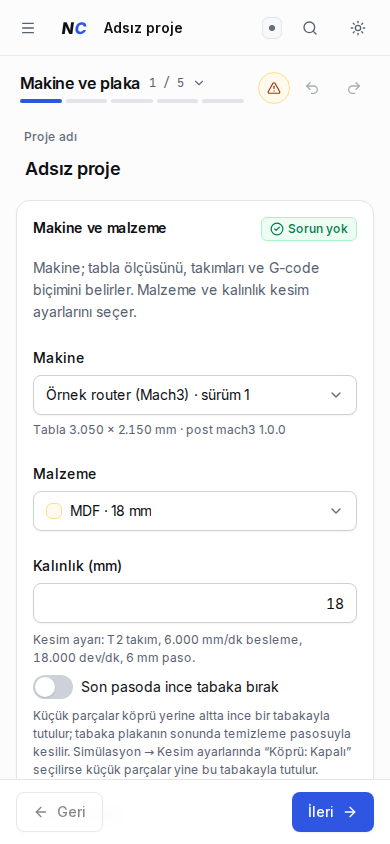 NC Adsız proje
Makine ve plaka 1 / 5
Proje adı
Adsız proje
Makine ve malzeme
Sorun yok
Makine; tabla ölçüsünü, takımları ve G-code
biçimini belirler. Malzeme ve kalınlık kesim
ayarlarını seçer.
Makine
Örnek router (Mach3) · sürüm 1
Tabla 3.050 × 2.150 mm · post mach3 1.0.0
Malzeme
MDF · 18 mm
Kalınlık (mm)
18
Kesim ayarı: T2 takım, 6.000 mm/dk besleme,
18.000 dev/dk, 6 mm paso.
Son pasoda ince tabaka bırak
Küçük parçalar köprü yerine altta ince bir tabakayla
tutulur; tabaka plakanın sonunda temizleme pasosuyla
kesilir. Simülasyon → Kesim ayarlarında “Köprü: Kapalı”
seçilirse küçük parçalar yine bu tabakayla tutulur.
Geri
İleri